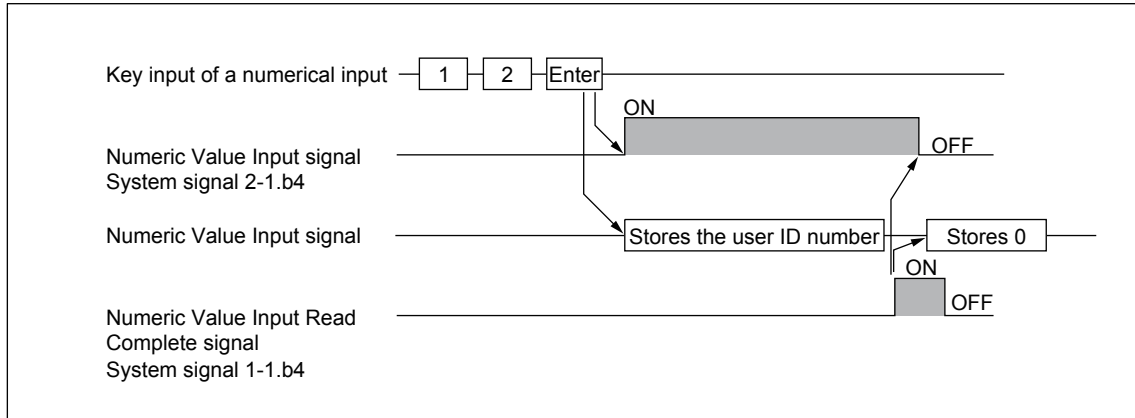 Key input of a numerical input 1 2 Enter
ON
Numeric Value Input signal OFF
System signal 2-1.b4
Numeric Value Input signal Stores the user ID number Stores 0
ON
Numeric Value Input Read OFF
Complete signal
System signal 1-1.b4